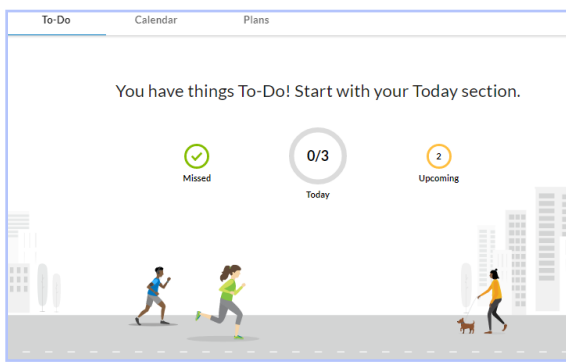 To-Do Calendar Plans
You have things To-Do! Start with your Today section.
0/3
2
Missed
Upcoming
Today